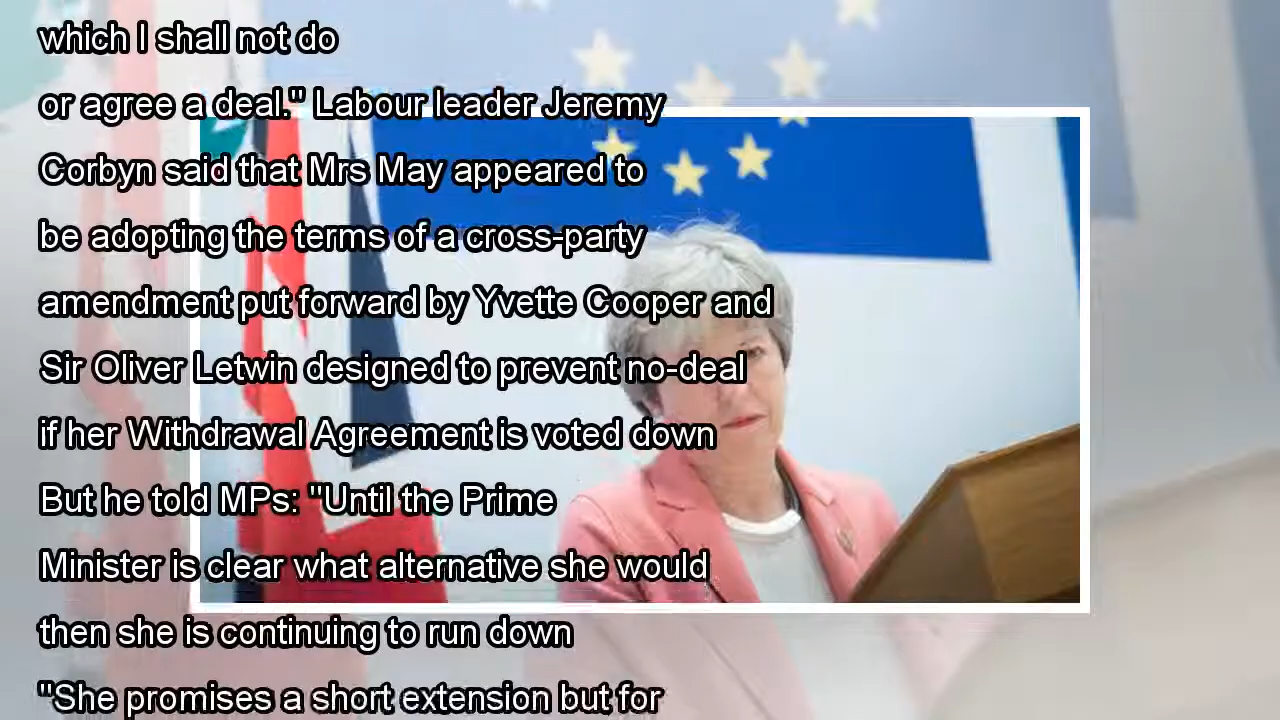 which I shall not do
or agree a deal." Labour leader Jeremy
Corbyn said that Mrs May appeared to
be adopting the terms of a cross-party
amendment put forward by Yvette Cooper and
Sir Oliver Letwin designed to prevent no-deal
if her Withdrawal Agreement is voted down
But he told MPs: "Until the Prime
Minister is clear what alternative she would
then she is continuing to run down
"She promises a short extension but for